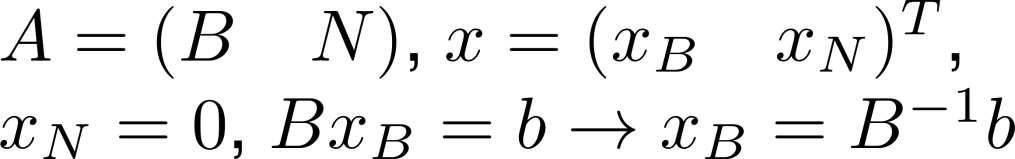 A = (B N), x = (x_B x_N)^T,
x_N = 0, Bx_B = b → x_B = B^{-1}b